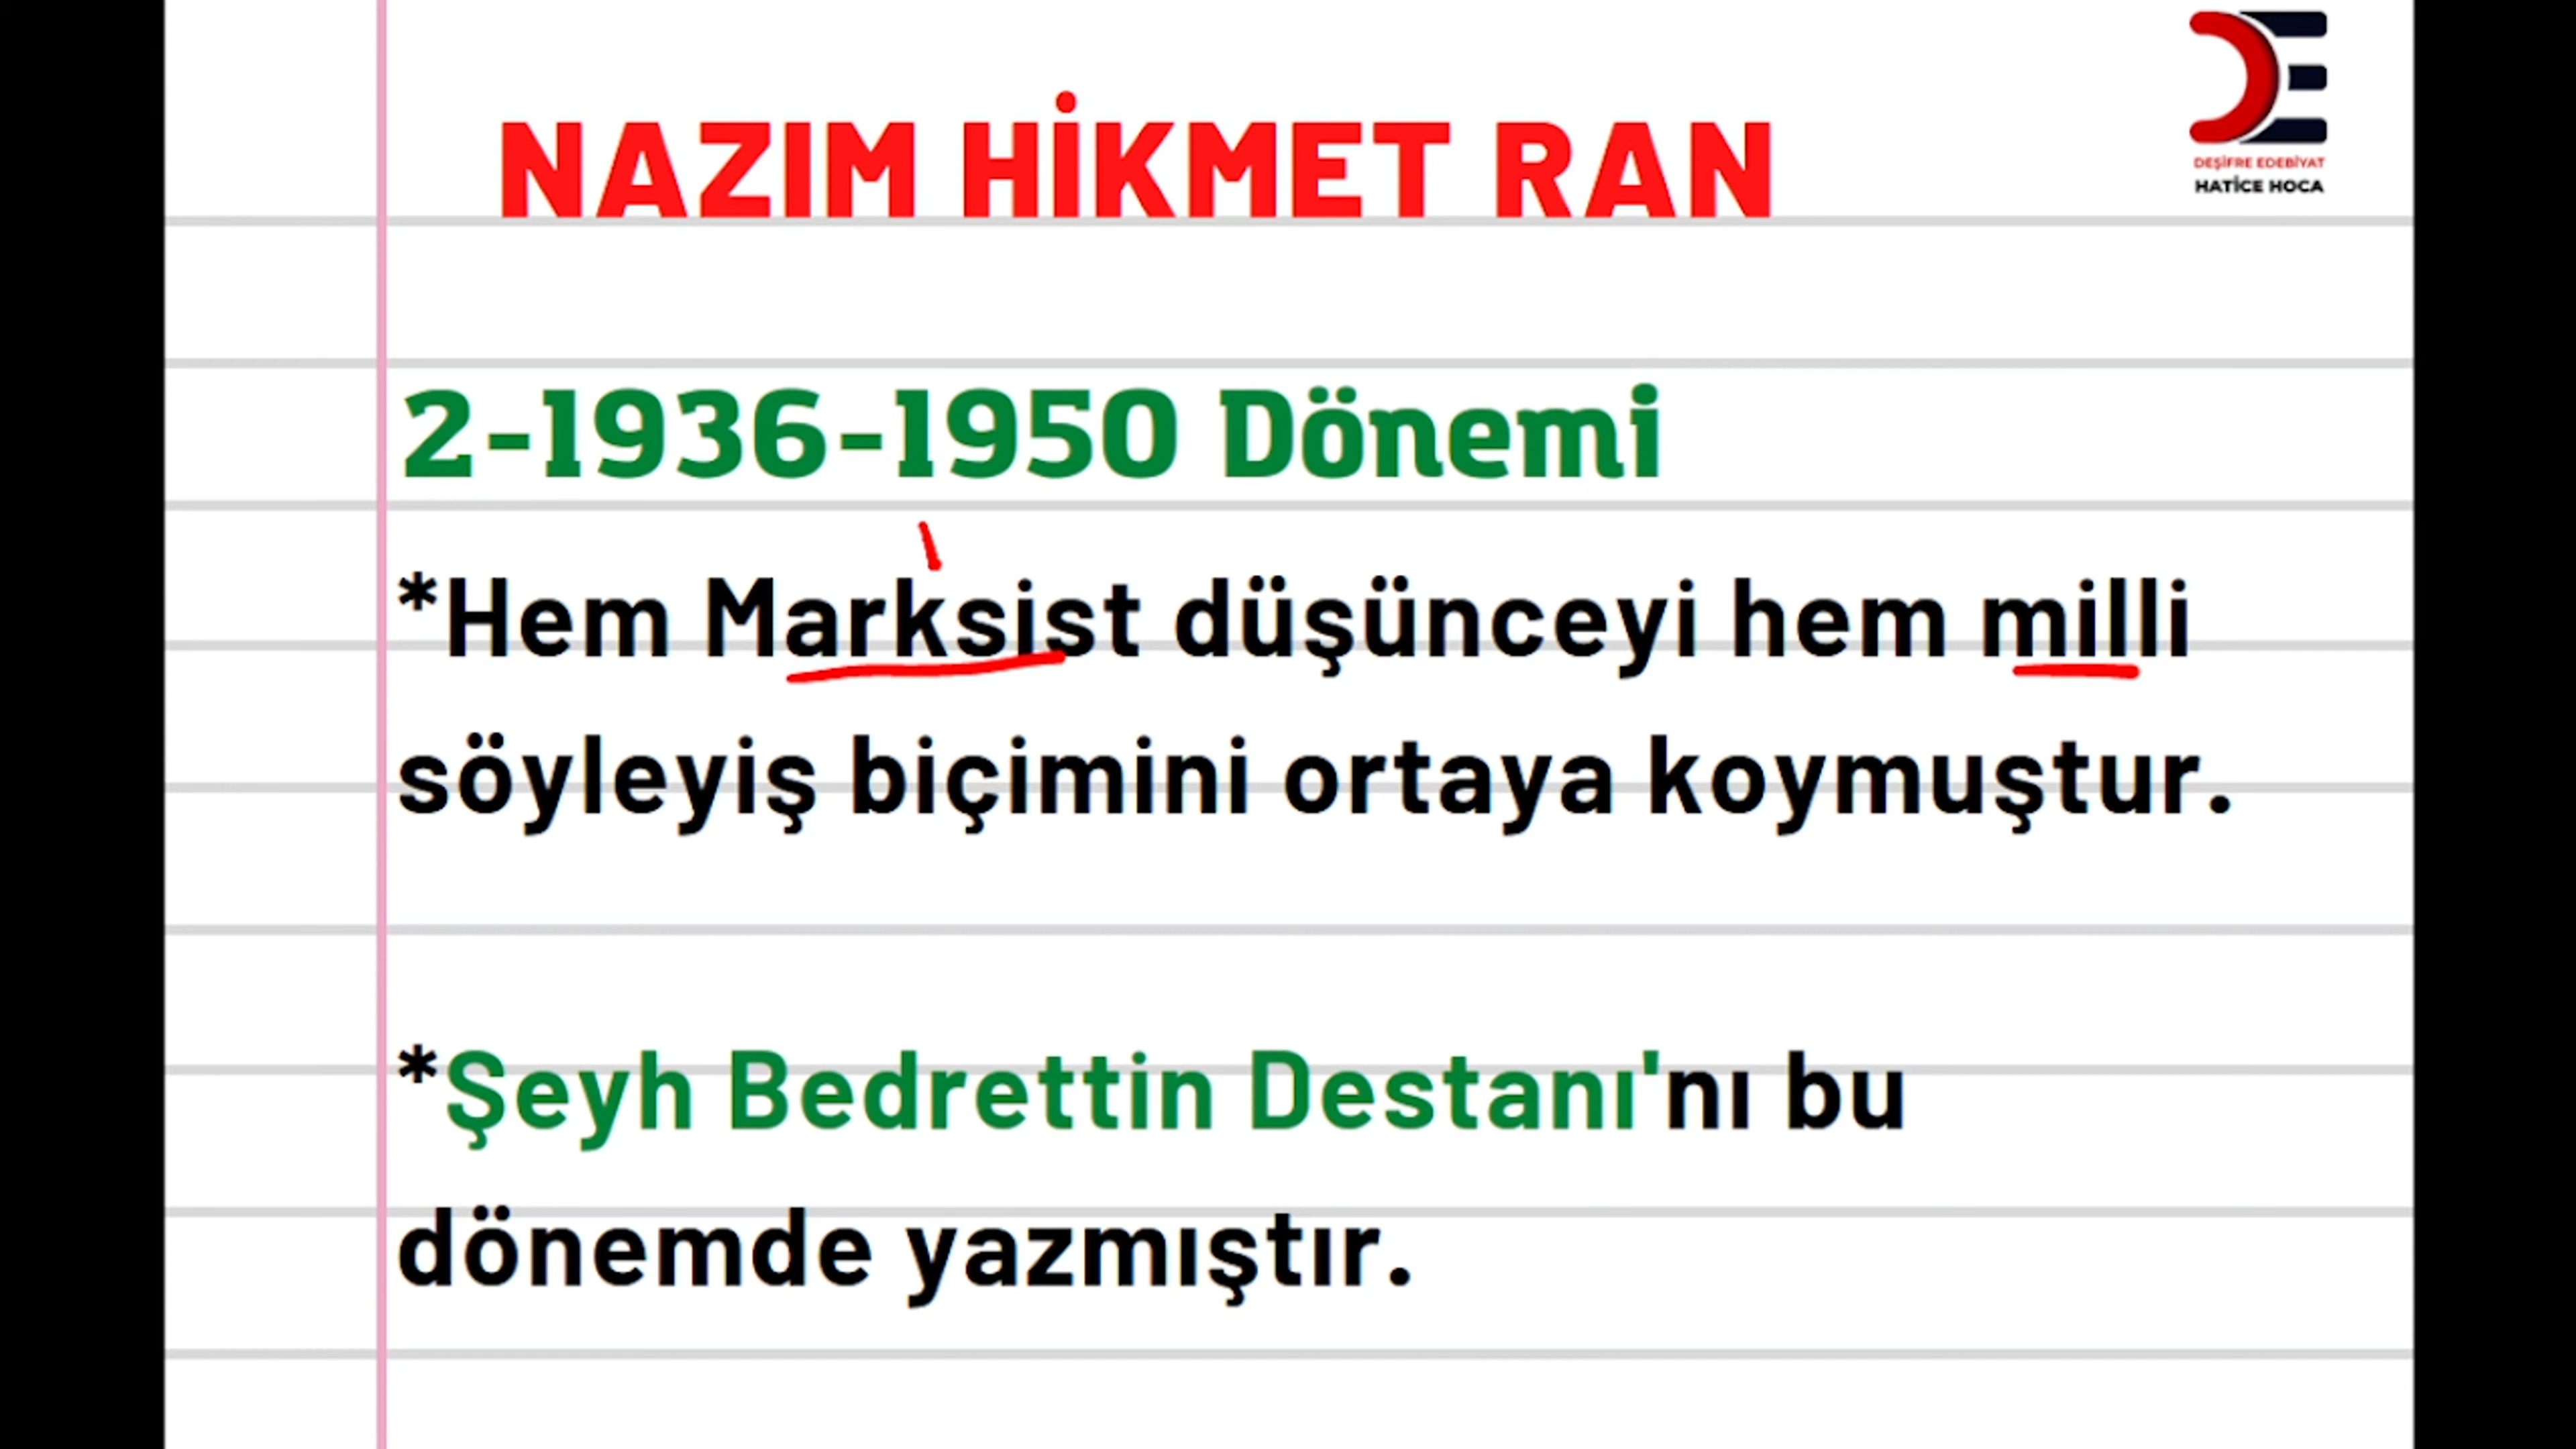 NAZIM HİKMET RAN
DEŞİFRE EDEBİYAT
HATİCE HOCA
2-1936-1950 Dönemi
*Hem Marksist düşünceyi hem milli
söyleyiş biçimini ortaya koymuştur.
*Şeyh Bedrettin Destanı'nı bu
dönemde yazmıştır.